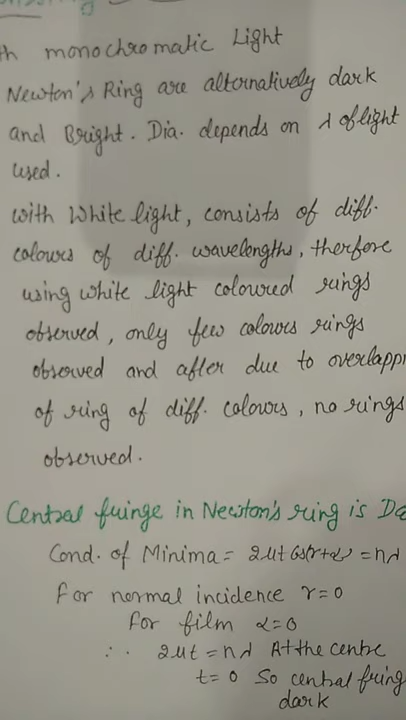 th monochromatic Light
Newton's Ring are alternatively dark
and Bright. Dia. depends on λ of light
used.
with White light, consists of diff.
colours of diff. wavelengths, therfore
using white light coloured rings
observed, only few colours rings
observed and after due to overlappi
of ring of diff. colours, no rings
observed.
Central fringe in Newton's ring is Da
Cond. of Minima = 2μt Cos(r+α) = nλ
For normal incidence r=0
for film α=0
∴ 2μt = nλ At the centre
t=0 So central fring
dark